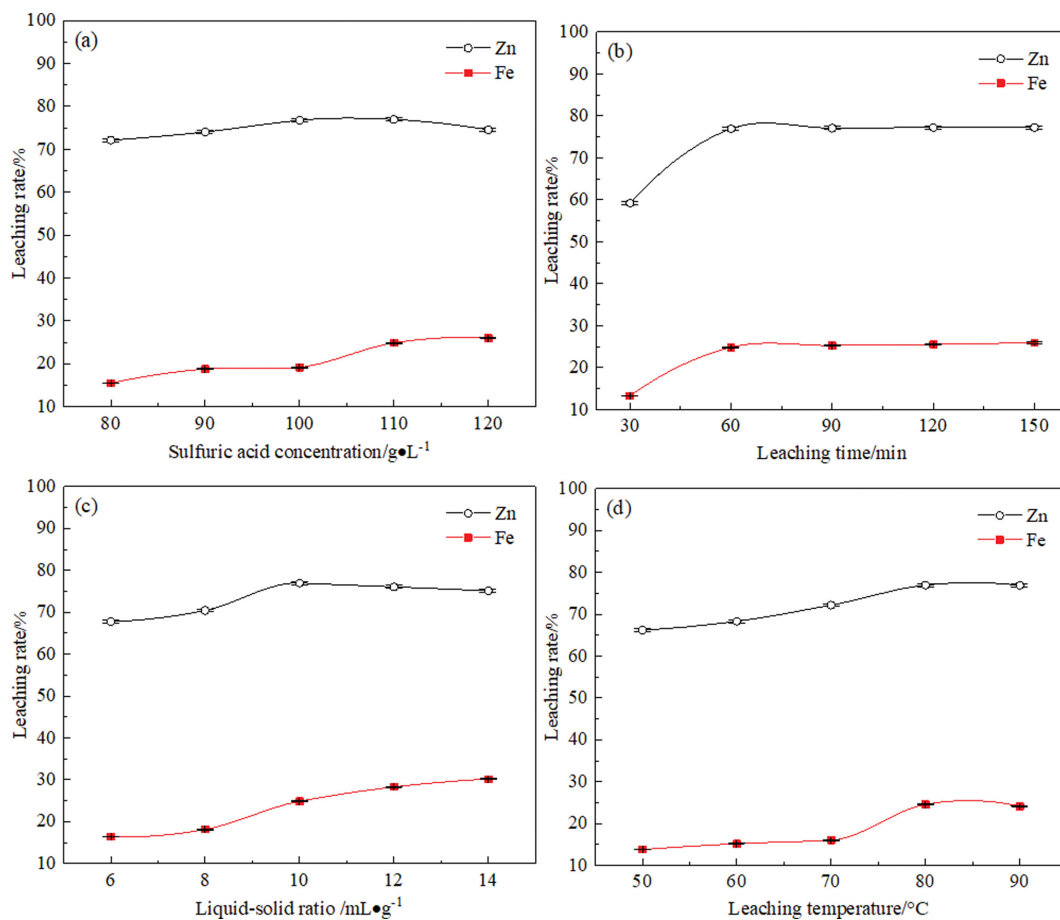 (a)
Zn
Fe
Leaching rate/%
100
90
80
70
60
50
40
30
20
10
80 90 100 110 120
Sulfuric acid concentration/g●L⁻¹
(b)
Zn
Fe
Leaching rate/%
100
90
80
70
60
50
40
30
20
10
30 60 90 120 150
Leaching time/min
(c)
Zn
Fe
Leaching rate/%
100
90
80
70
60
50
40
30
20
10
6 8 10 12 14
Liquid-solid ratio /mL●g⁻¹
(d)
Zn
Fe
Leaching rate/%
100
90
80
70
60
50
40
30
20
10
50 60 70 80 90
Leaching temperature/°C